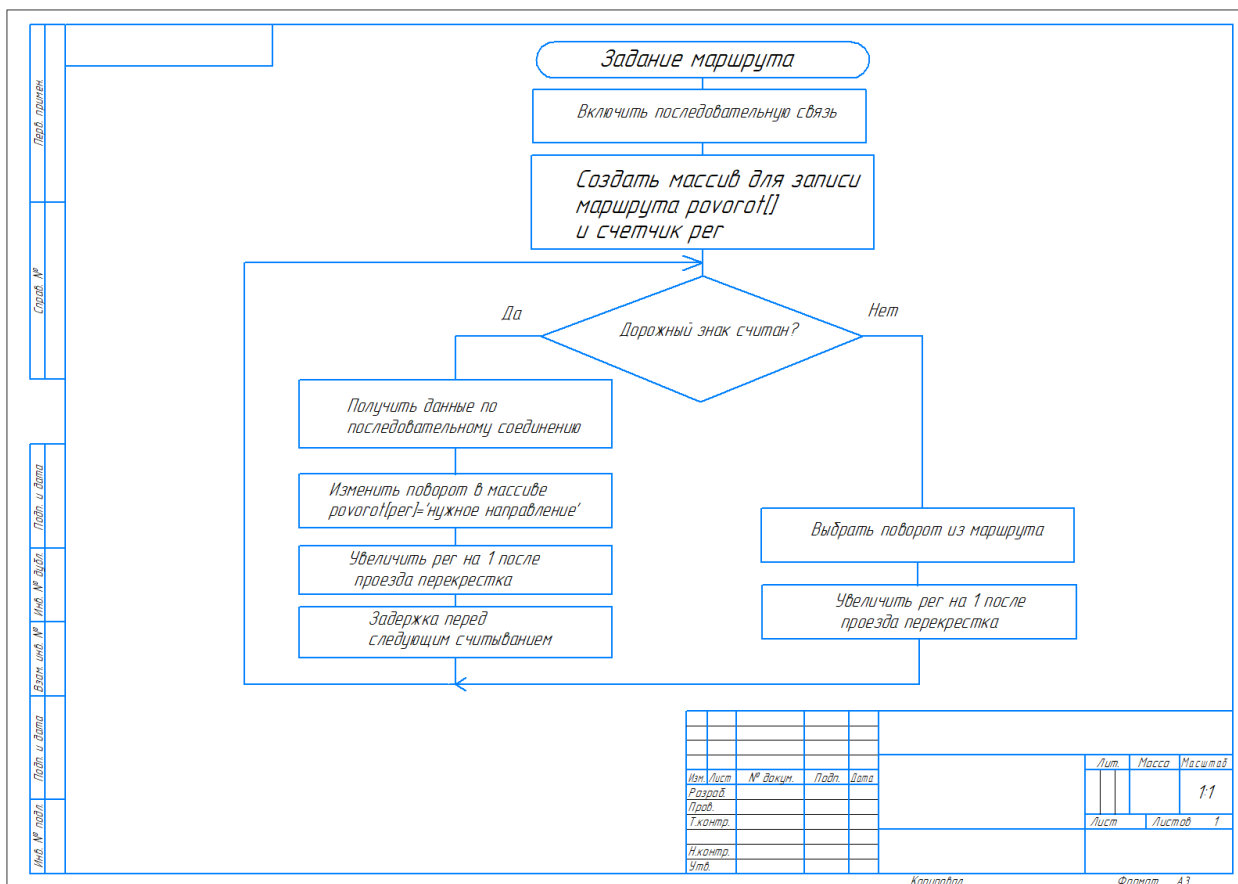 Задание маршрута
Включить последовательную связь
Создать массив для записи
маршрута povorot[]
и счетчик per
Дорожный знак считан?
Да
Нет
Получить данные по
последовательному соединению
Изменить поворот в массиве
povorot[per]='нужное направление'
Увеличить per на 1 после
проезда перекрестка
Задержка перед
следующим считыванием
Выбрать поворот из маршрута
Увеличить per на 1 после
проезда перекрестка
Перв. примен.
Справ. №
Подп. и дата
Инв. № дубл.
Взам. инв. №
Подп. и дата
Инв. № подл.
Изм. Лист № докум. Подп. Дата
Разраб.
Пров.
Т.контр.
Н.контр.
Утв.
Лит. Масса Масштаб
1:1
Лист Листов 1
Копировал Формат А3